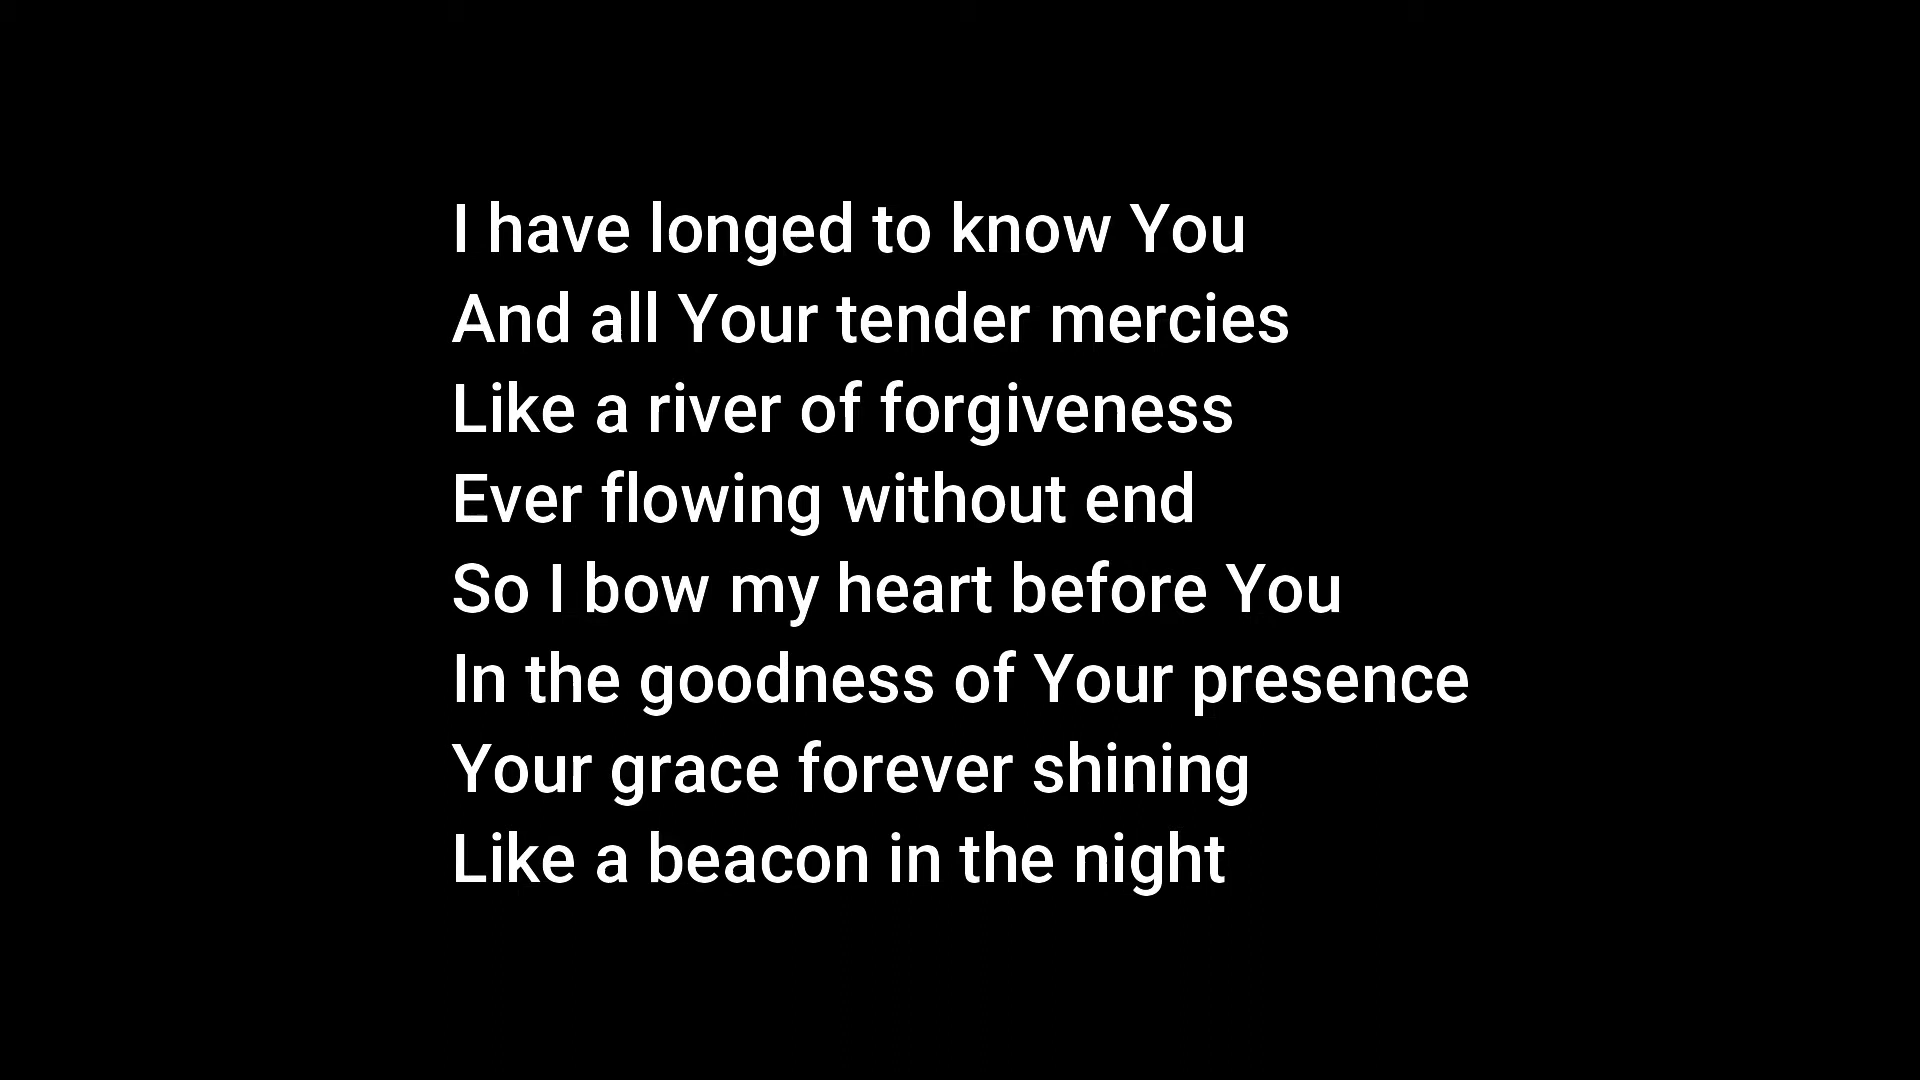 I have longed to know You
And all Your tender mercies
Like a river of forgiveness
Ever flowing without end
So I bow my heart before You
In the goodness of Your presence
Your grace forever shining
Like a beacon in the night